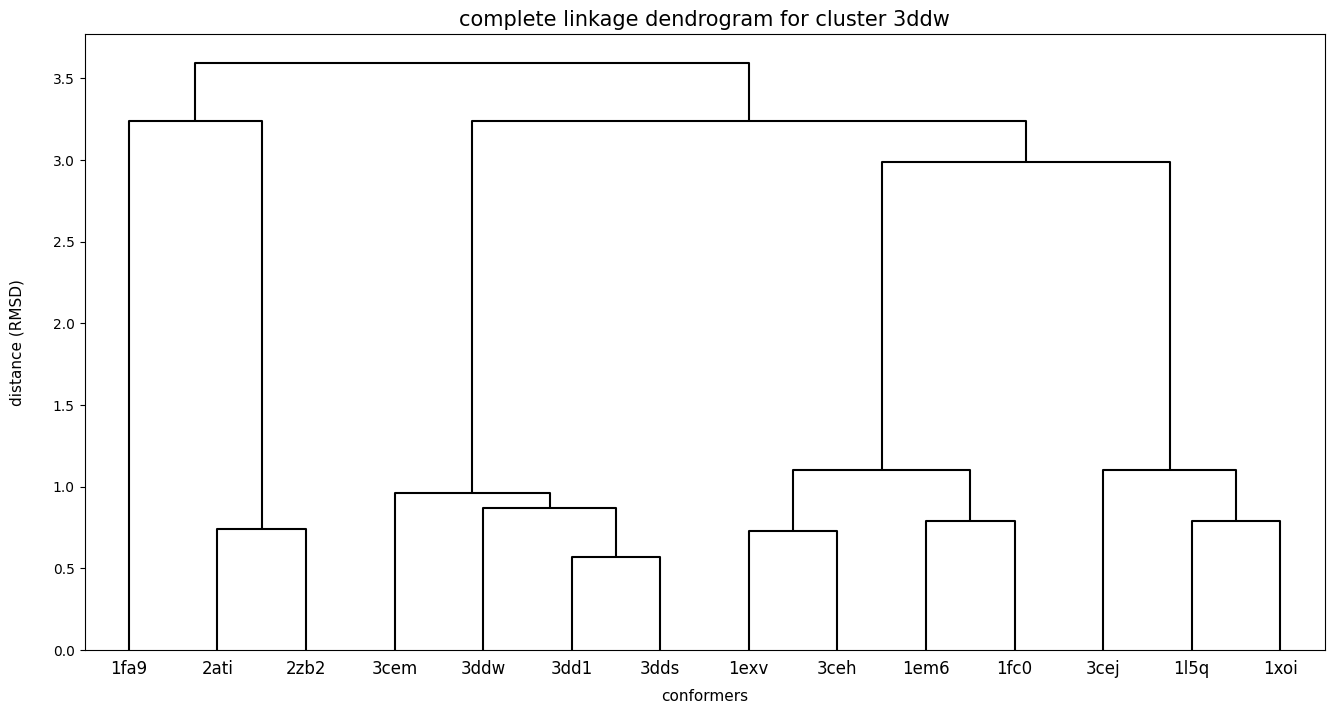 complete linkage dendrogram for cluster 3ddw
3.5
3.0
2.5
2.0
1.5
1.0
0.5
0.0
distance (RMSD)
1fa9 2ati 2zb2 3cem 3ddw 3dd1 3dds 1exv 3ceh 1em6 1fc0 3cej 1l5q 1xoi
conformers